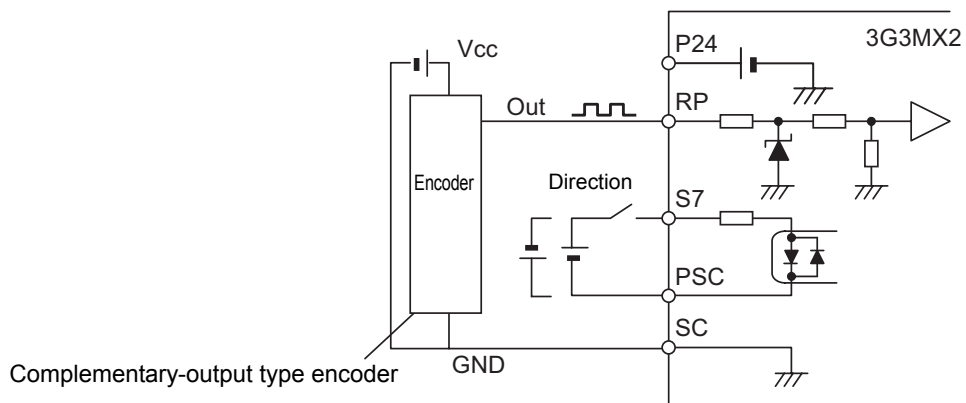 3G3MX2
P24
Vcc
RP
Out
Encoder
Direction
S7
PSC
SC
GND
Complementary-output type encoder